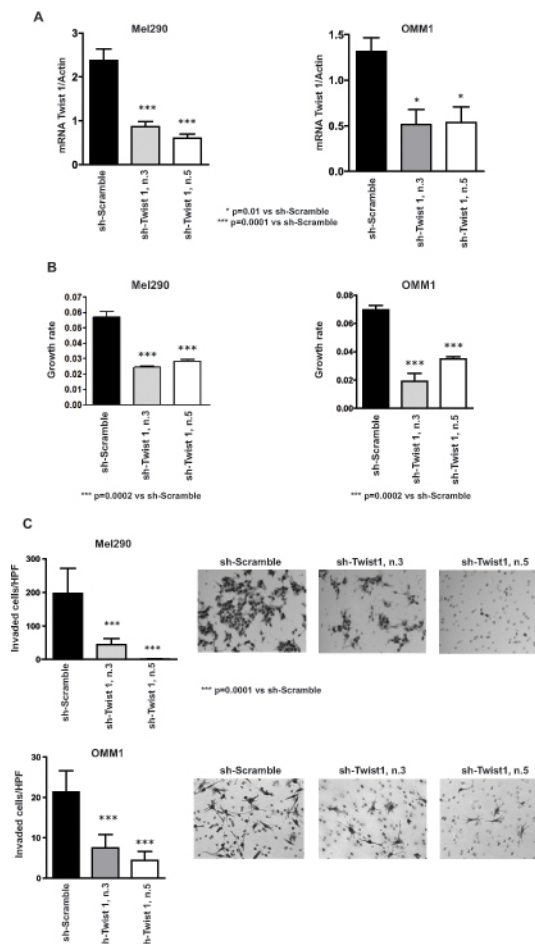 A
Mel290
OMM1
mRNA Twist 1/Actin
3
2
1
0
***
***
sh-Scramble
sh-Twist 1, n.3
sh-Twist 1, n.5
mRNA Twist 1/Actin
1.5
1.0
0.5
0.0
*
*
sh-Scramble
sh-Twist 1, n.3
sh-Twist 1, n.5
* p=0.01 vs sh-Scramble
*** p=0.0001 vs sh-Scramble
B
Mel290
OMM1
Growth rate
0.07
0.06
0.05
0.04
0.03
0.02
0.01
0.00
***
***
sh-Scramble
sh-Twist 1, n.3
sh-Twist 1, n.5
Growth rate
0.08
0.06
0.04
0.02
0.00
***
***
sh-Scramble
sh-Twist 1, n.3
sh-Twist 1, n.5
*** p=0.0002 vs sh-Scramble
*** p=0.0002 vs sh-Scramble
C
Mel290
Invaded cells/HPF
300
200
100
0
***
***
sh-Scramble
sh-Twist 1, n.3
sh-Twist 1, n.5
sh-Scramble
sh-Twist1, n.3
sh-Twist1, n.5
*** p=0.0001 vs sh-Scramble
OMM1
Invaded cells/HPF
30
20
10
0
***
***
sh-Scramble
sh-Twist 1, n.3
sh-Twist 1, n.5
sh-Scramble
sh-Twist1, n.3
sh-Twist1, n.5